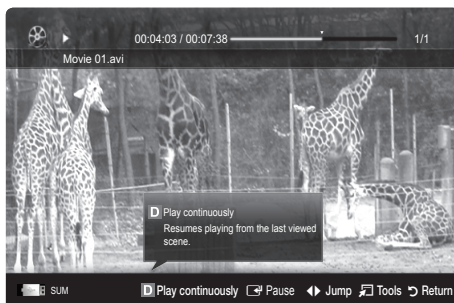 00:04:03 / 00:07:38 1/1
Movie 01.avi
D Play continuously
Resumes playing from the last viewed
scene.
SUM D Play continuously Pause Jump Tools Return